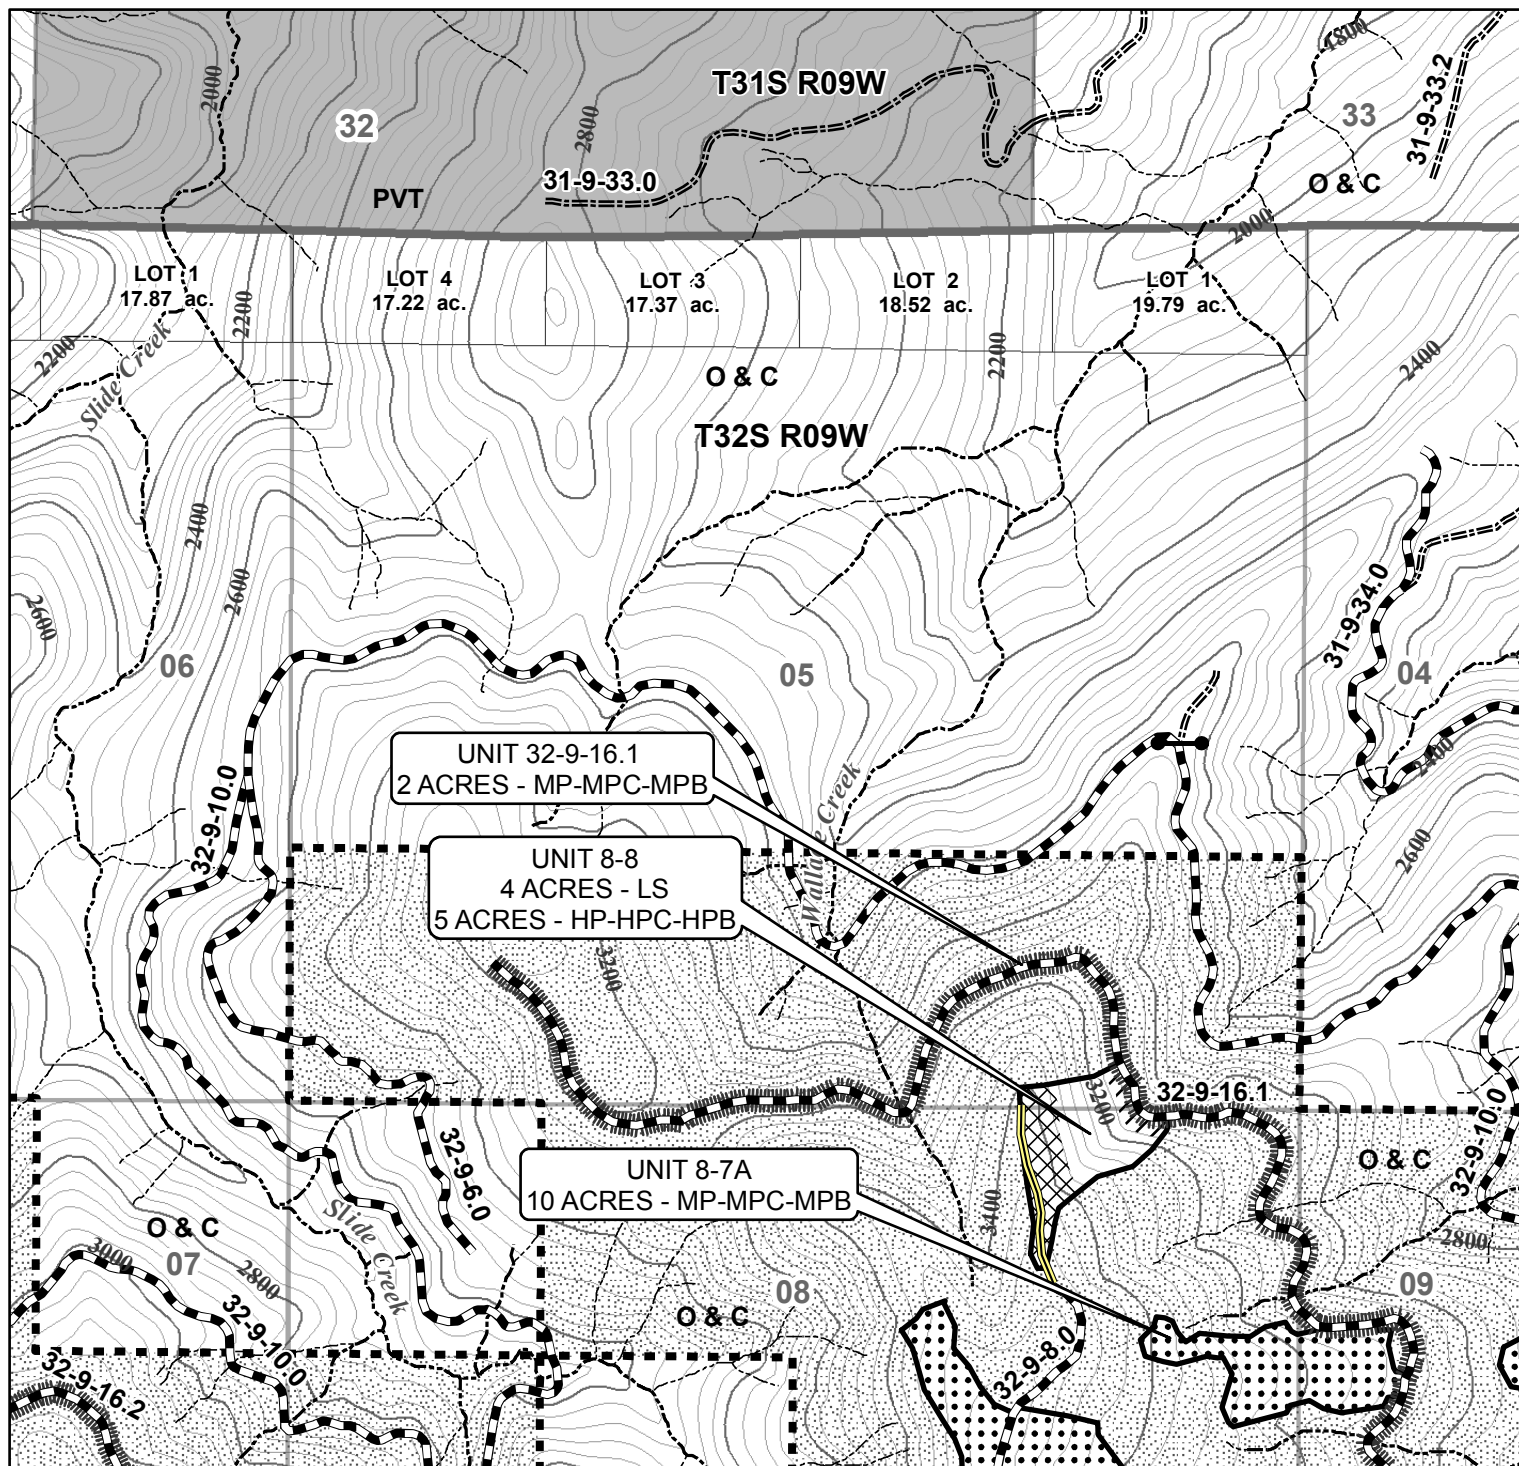 1800
T31S R09W
2000
31-9-33.2
32
2800
33
31-9-33.0
PVT
O & C
2000
LOT 1
17.87 ac.
LOT 4
17.22 ac.
LOT 3
17.37 ac.
LOT 2
18.52 ac.
LOT 1
19.79 ac.
2200
2200
2200
2400
Slide Creek
O & C
T32S R09W
2400
2600
2600
31-9-34.0
06
05
04
UNIT 32-9-16.1
2 ACRES - MP-MPC-MPB
2400
32-9-10.0
2600
UNIT 8-8
4 ACRES - LS
5 ACRES - HP-HPC-HPB
Creek
3200
3200
32-9-16.1
32-9-10.0
32-9-6.0
O & C
UNIT 8-7A
10 ACRES - MP-MPC-MPB
Slide Creek
3400
O & C
3000
07
2800
2800
08
09
O & C
32-9-10.0
32-9-8.0
32-9-16.2